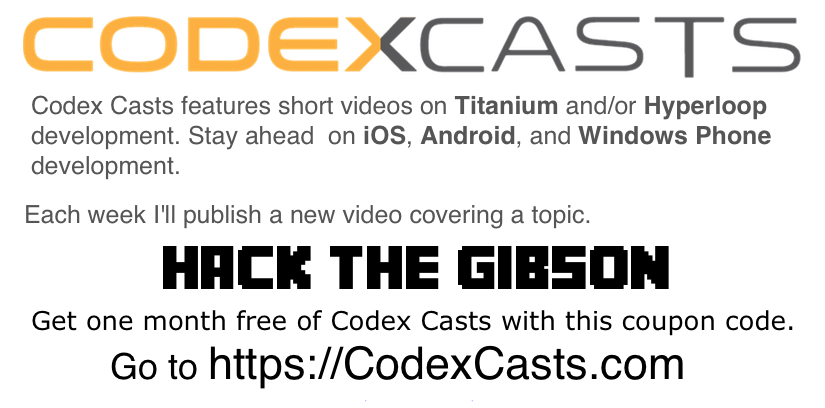 CODEXCASTS
Codex Casts features short videos on Titanium and/or Hyperloop
development. Stay ahead  on iOS, Android, and Windows Phone
development.
Each week I'll publish a new video covering a topic.
HACK THE GIBSON
Get one month free of Codex Casts with this coupon code.
Go to https://CodexCasts.com